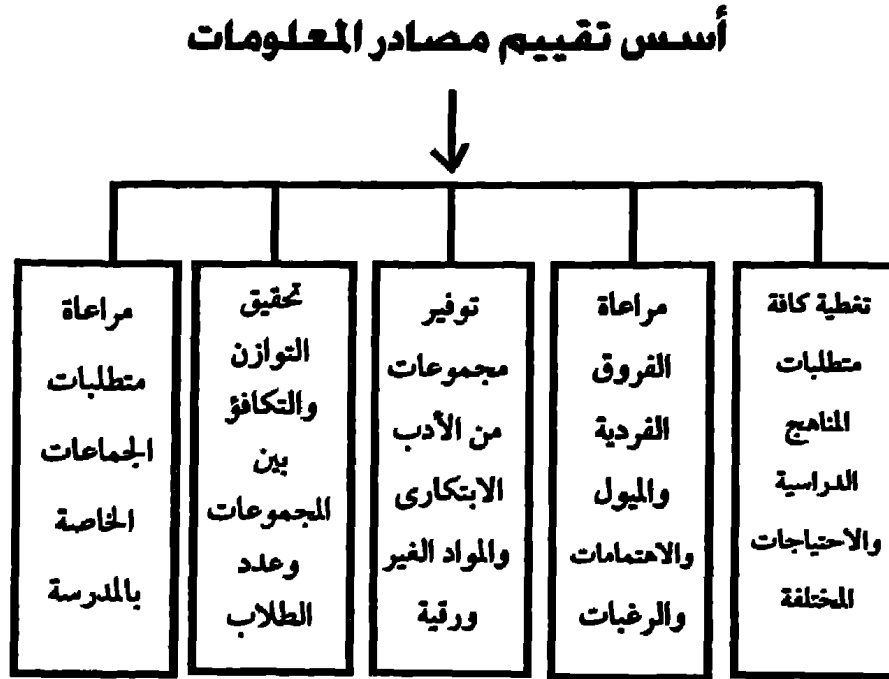 أسس تقييم مصادر المعلومات
تغطية كافة
متطلبات
المناهج
الدراسية
والاحتياجات
المختلفة
مراعاة
الفروق
الفردية
والميول
والاهتمامات
والرغبات
توفير
مجموعات
من الأدب
الابتكارى
والمواد الغير
ورقية
تحقيق
التوازن
والتكافؤ
بين
المجموعات
وعدد
الطلاب
مراعاة
متطلبات
الجماعات
الخاصة
بالمدرسة